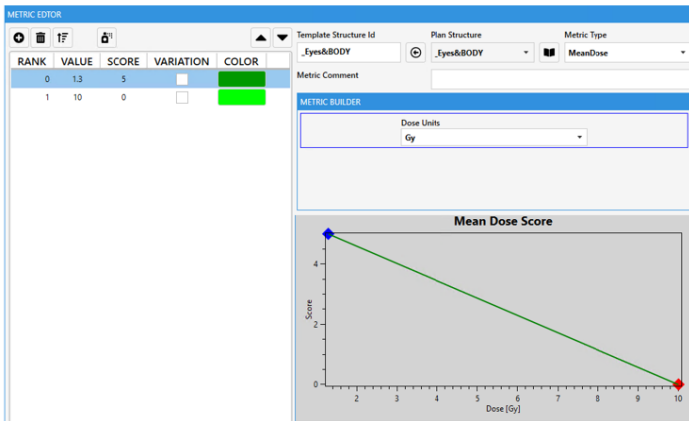 METRIC EDTOR
RANK VALUE SCORE VARIATION COLOR
0 1.3 5
1 10 0
Template Structure Id Plan Structure Metric Type
_Eyes&BODY _Eyes&BODY MeanDose
Metric Comment
METRIC BUILDER
Dose Units
Gy
Mean Dose Score
Score
4
2
0
2 3 4 5 6 7 8 9 10
Dose [Gy]